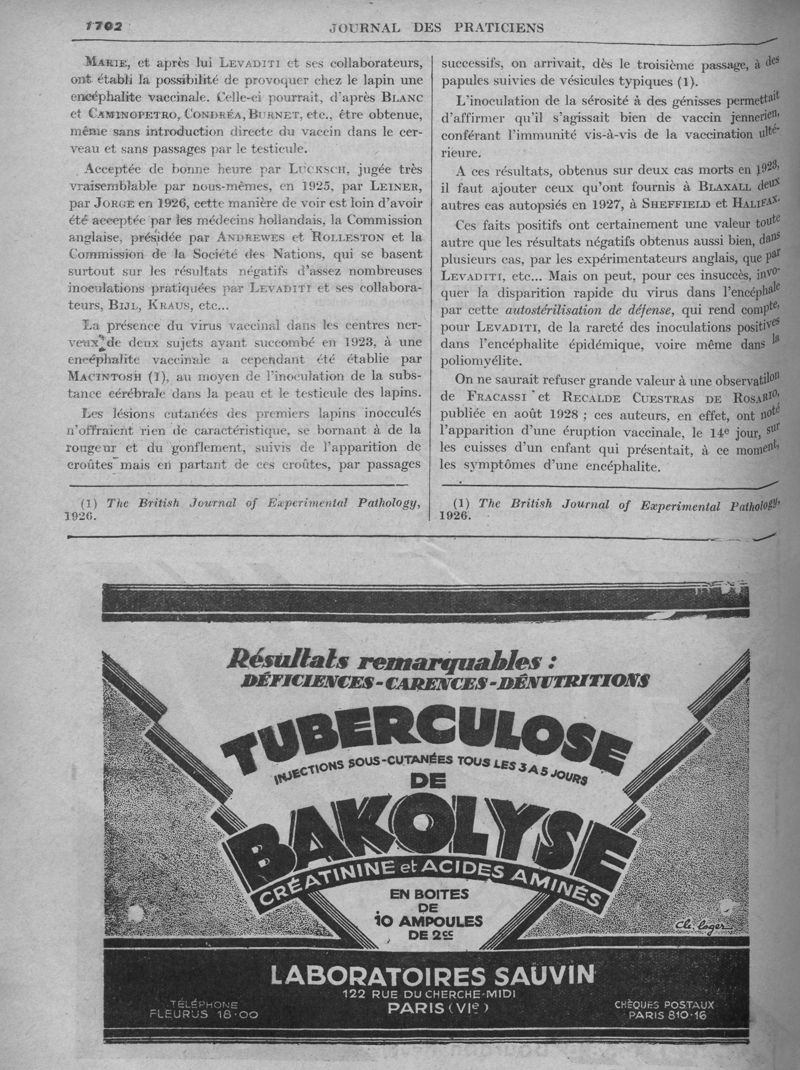 1702
JOURNAL DES PRATICIENS
MARIE, et après lui LEVADITI et ses collaborateurs,
ont établi la possibilité de provoquer chez le lapin une
encéphalite vaccinale. Celle-ci pourrait, d'après BLANC
et CAMINOPETRO, CONDRÉA, BURNET, etc., être obtenue,
même sans introduction directe du vaccin dans le cer-
veau et sans passages par le testicule.
Acceptée de bonne heure par LUCKSCH, jugée très
vraisemblable par nous-mêmes, en 1925, par LEINER,
par JORGE en 1926, cette manière de voir est loin d'avoir
été acceptée par les médecins hollandais, la Commission
anglaise, présidée par ANDREWES et ROLLESTON et la
Commission de la Société des Nations, qui se basent
surtout sur les résultats négatifs d'assez nombreuses
inoculations pratiquées par LEVADITI et ses collabora-
teurs, BIJL, KRAUS, etc...
La présence du virus vaccinal dans les centres ner-
veux de deux sujets ayant succombé en 1923, à une
encéphalite vaccinale a cependant été établie par
MACINTOSH (1), au moyen de l'inoculation de la subs-
tance cérébrale dans la peau et le testicule des lapins.
Les lésions cutanées des premiers lapins inoculés
n'offraient rien de caractéristique, se bornant à de la
rougeur et du gonflement, suivis de l'apparition de
croûtes mais en partant de ces croûtes, par passages
(1) The British Journal of Experimental Pathology,
1926.
successifs, on arrivait, dès le troisième passage, à des
papules suivies de vésicules typiques (1).
L'inoculation de la sérosité à des génisses permettait
d'affirmer qu'il s'agissait bien de vaccin jennerien,
conférant l'immunité vis-à-vis de la vaccination ulté-
rieure.
A ces résultats, obtenus sur deux cas morts en 1923,
il faut ajouter ceux qu'ont fournis à BLAXALL deux
autres cas autopsiés en 1927, à SHEFFIELD et HALIFAX.
Ces faits positifs ont certainement une valeur toute
autre que les résultats négatifs obtenus aussi bien, dans
plusieurs cas, par les expérimentateurs anglais, que par
LEVADITI, etc... Mais on peut, pour ces insuccès, invo-
quer la disparition rapide du virus dans l'encéphale
par cette autostérilisation de défense, qui rend compte,
pour LEVADITI, de la rareté des inoculations positives
dans l'encéphalite épidémique, voire même dans la
poliomyélite.
On ne saurait refuser grande valeur à une observatilon
de FRACASSI et RECALDE CUESTRAS DE ROSARIO,
publiée en août 1928 ; ces auteurs, en effet, ont noté
l'apparition d'une éruption vaccinale, le 14e jour, sur
les cuisses d'un enfant qui présentait, à ce moment,
les symptômes d'une encéphalite.
(1) The British Journal of Experimental Pathology,
1926.
Résultats remarquables :
DÉFICIENCES-CARENCES-DÉNUTRITIONS
TUBERCULOSE
INJECTIONS SOUS-CUTANÉES TOUS LES 3 A 5 JOURS
DE
BAKOLYSE
CRÉATININE et ACIDES AMINÉS
EN BOITES
DE
10 AMPOULES
DE 2cc
Ch. Loger
LABORATOIRES SAUVIN
122 RUE DU CHERCHE-MIDI
PARIS (VIe)
TÉLÉPHONE
FLEURUS 18-00
CHÈQUES POSTAUX
PARIS 810-16